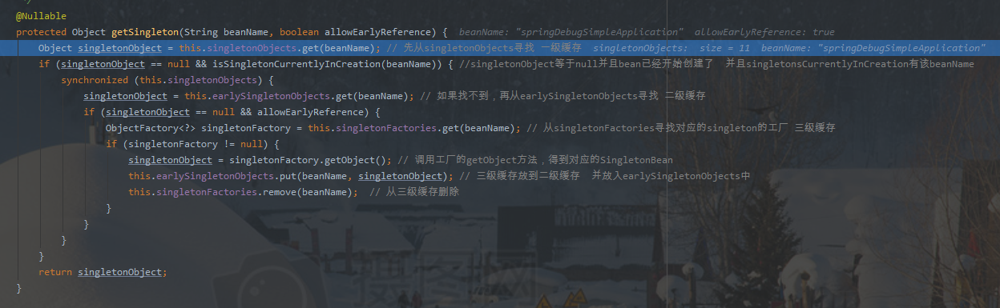 */
@Nullable
protected Object getSingleton(String beanName, boolean allowEarlyReference) {  beanName: "springDebugSimpleApplication"  allowEarlyReference: true
Object singletonObject = this.singletonObjects.get(beanName); // 先从singletonObjects寻找 一级缓存  singletonObjects:  size = 11  beanName: "springDebugSimpleApplication"
if (singletonObject == null && isSingletonCurrentlyInCreation(beanName)) { //singletonObject等于null并且bean已经开始创建了  并且singletonsCurrentlyInCreation有该beanName
synchronized (this.singletonObjects) {
singletonObject = this.earlySingletonObjects.get(beanName); // 如果找不到，再从earlySingletonObjects寻找 二级缓存
if (singletonObject == null && allowEarlyReference) {
ObjectFactory<?> singletonFactory = this.singletonFactories.get(beanName); // 从singletonFactories寻找对应的singleton的工厂 三级缓存
if (singletonFactory != null) {
singletonObject = singletonFactory.getObject(); // 调用工厂的getObject方法，得到对应的SingletonBean
this.earlySingletonObjects.put(beanName, singletonObject); // 三级缓存放到二级缓存  并放入earlySingletonObjects中
this.singletonFactories.remove(beanName);  // 从三级缓存删除
}
}
}
}
return singletonObject;
}